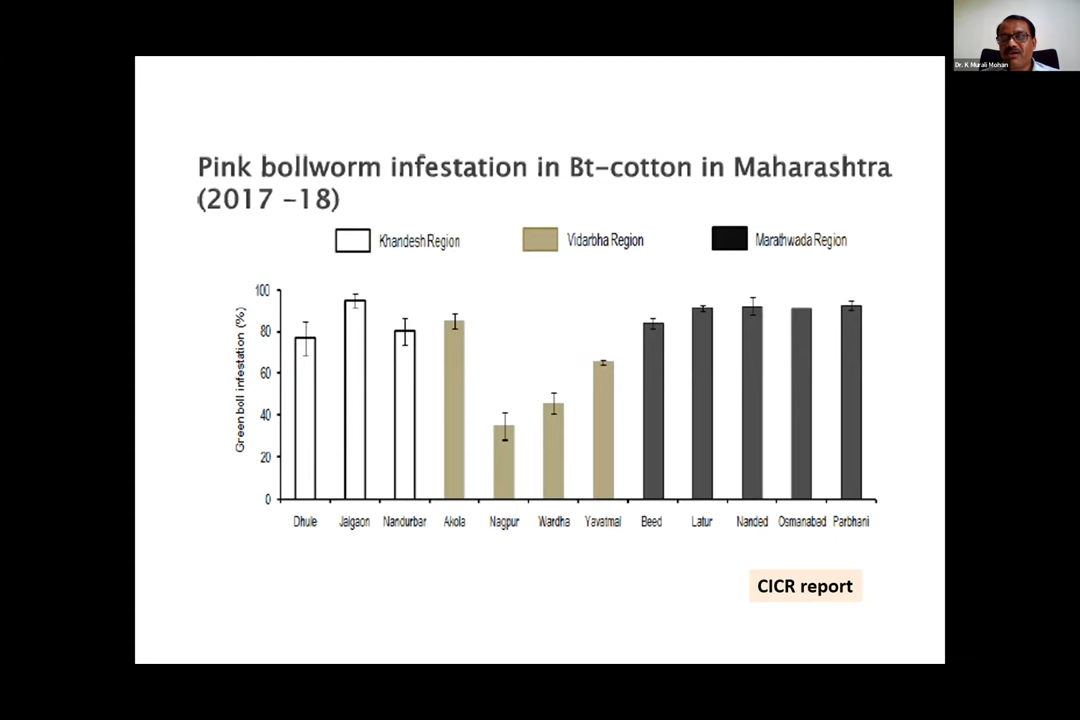 Dr. K Murali Mohan
Pink bollworm infestation in Bt-cotton in Maharashtra
(2017 -18)
Khandesh Region
Vidarbha Region
Marathwada Region
Green boll infestation (%)
100
80
60
40
20
0
Dhule Jalgaon Nandurbar Akola Nagpur Wardha Yavatmal Beed Latur Nanded Osmanabad Parbhani
CICR report